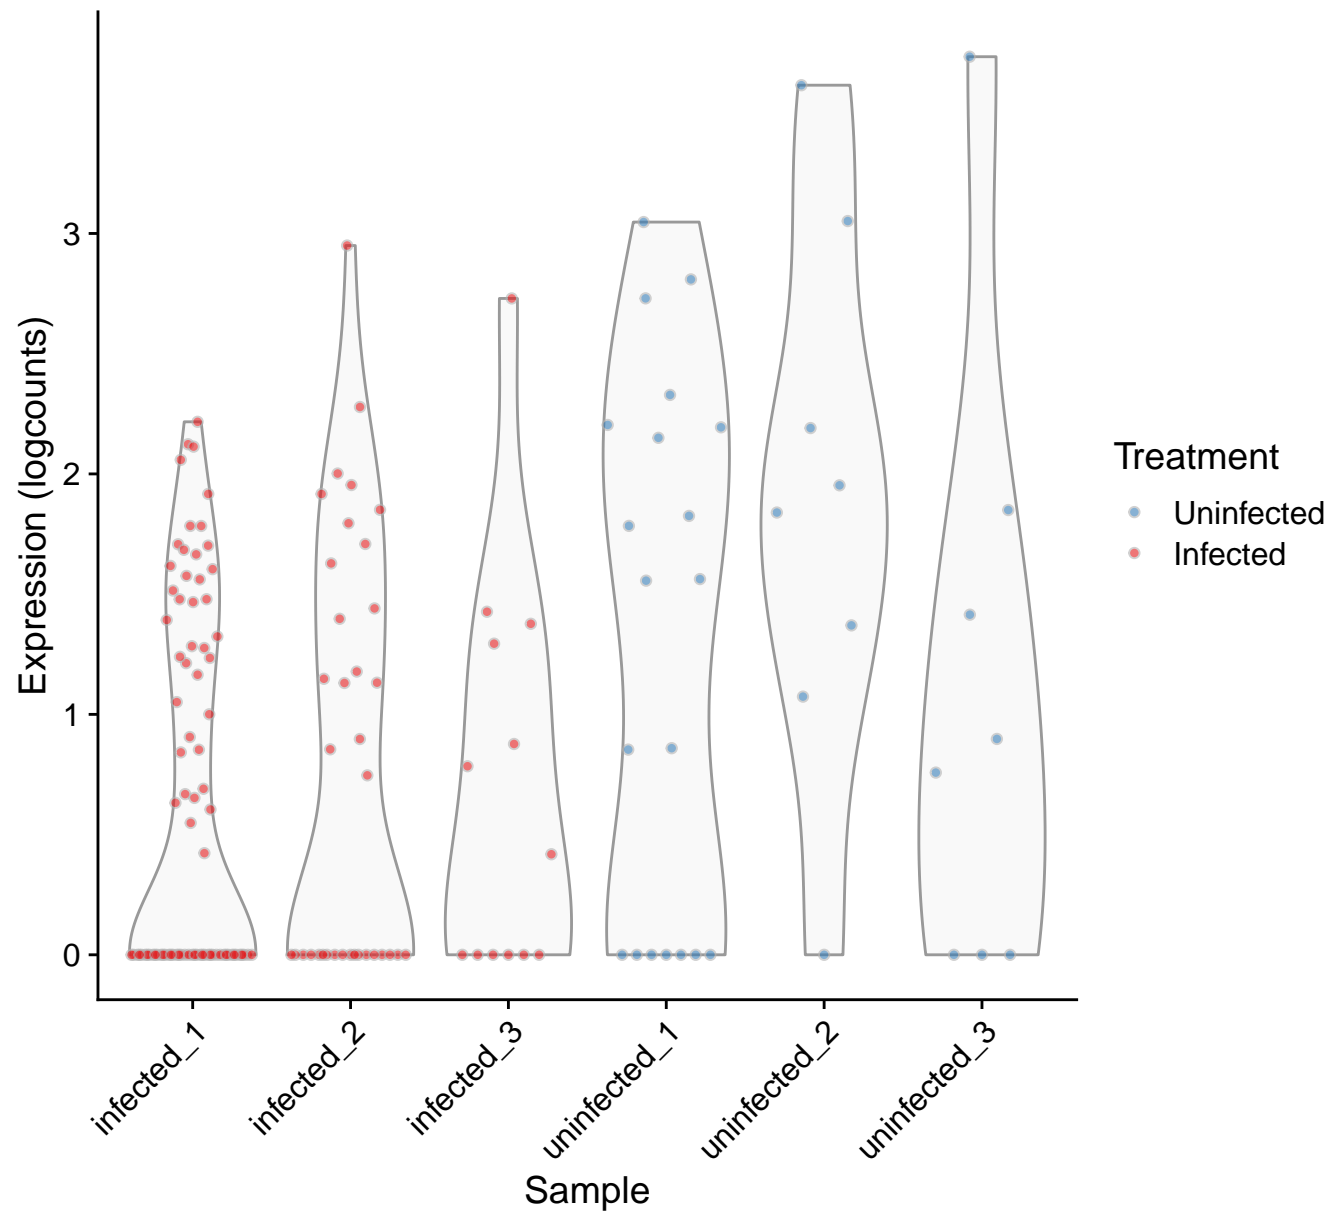 Expression (logcounts)
3
2
1
0
infected_1
infected_2
infected_3
uninfected_1
uninfected_2
uninfected_3
Sample
Treatment
Uninfected
Infected